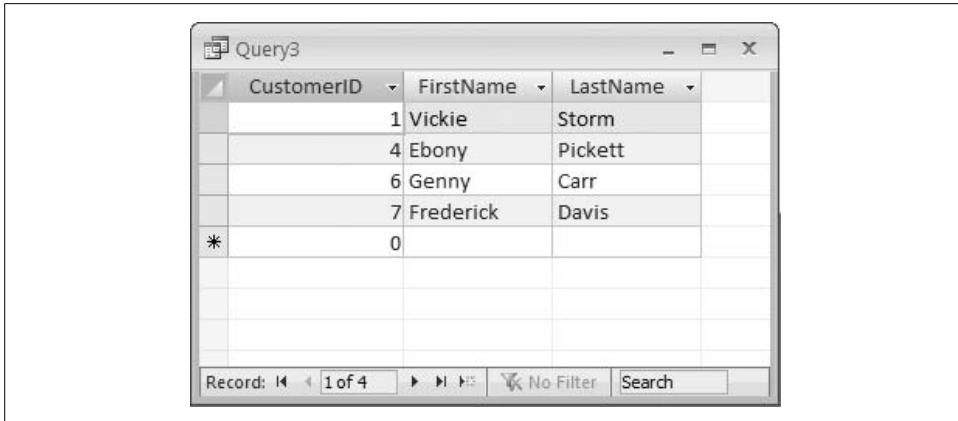 Query3
CustomerID FirstName LastName
1 Vickie Storm
4 Ebony Pickett
6 Genny Carr
7 Frederick Davis
* 0
Record: 1 of 4 No Filter Search